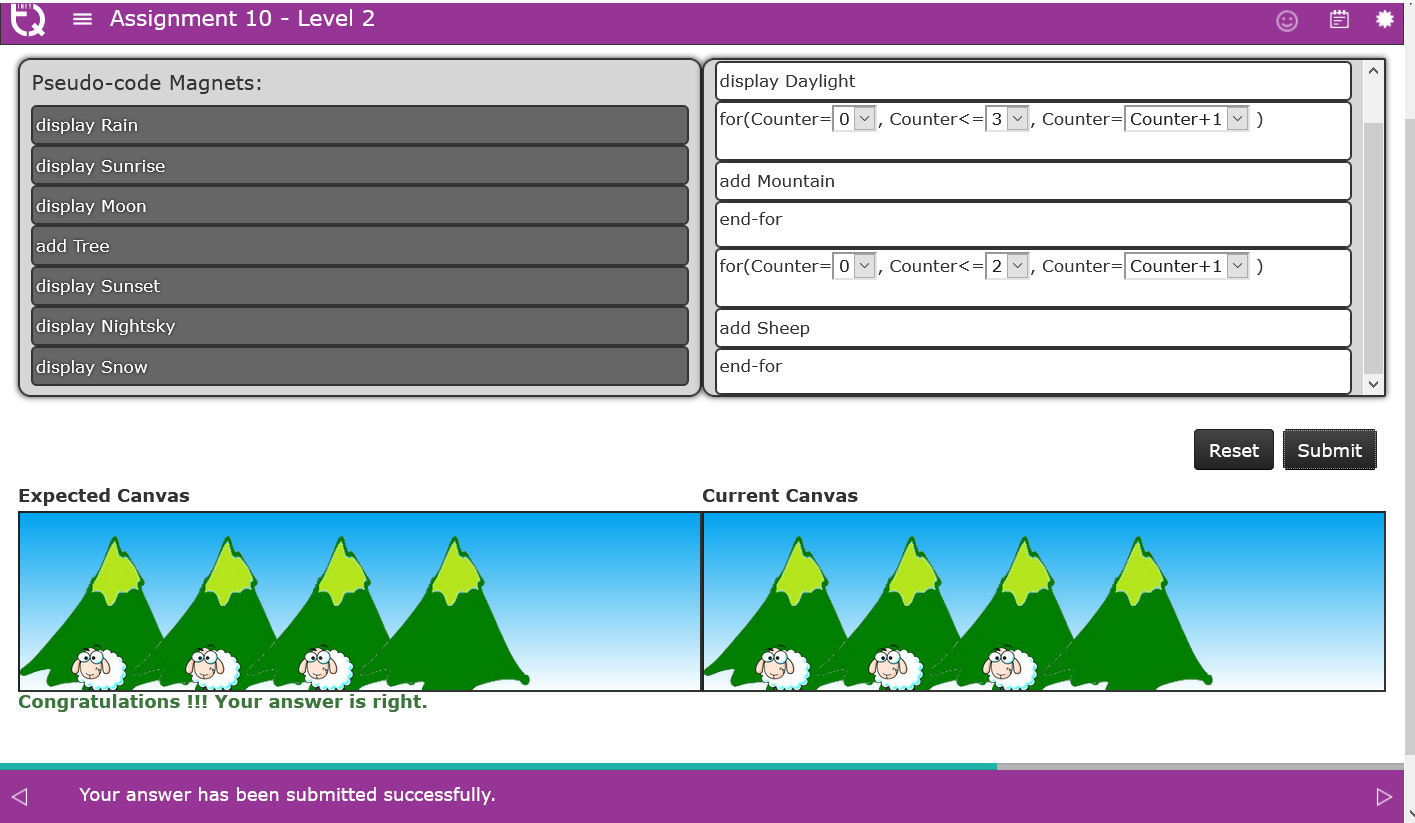 INFY
Assignment 10 - Level 2
Pseudo-code Magnets:
display Rain
display Sunrise
display Moon
add Tree
display Sunset
display Nightsky
display Snow
display Daylight
for(Counter= 0 , Counter<= 3 , Counter= Counter+1 )
add Mountain
end-for
for(Counter= 0 , Counter<= 2 , Counter= Counter+1 )
add Sheep
end-for
Reset Submit
Expected Canvas
Current Canvas
Congratulations !!! Your answer is right.
Your answer has been submitted successfully.